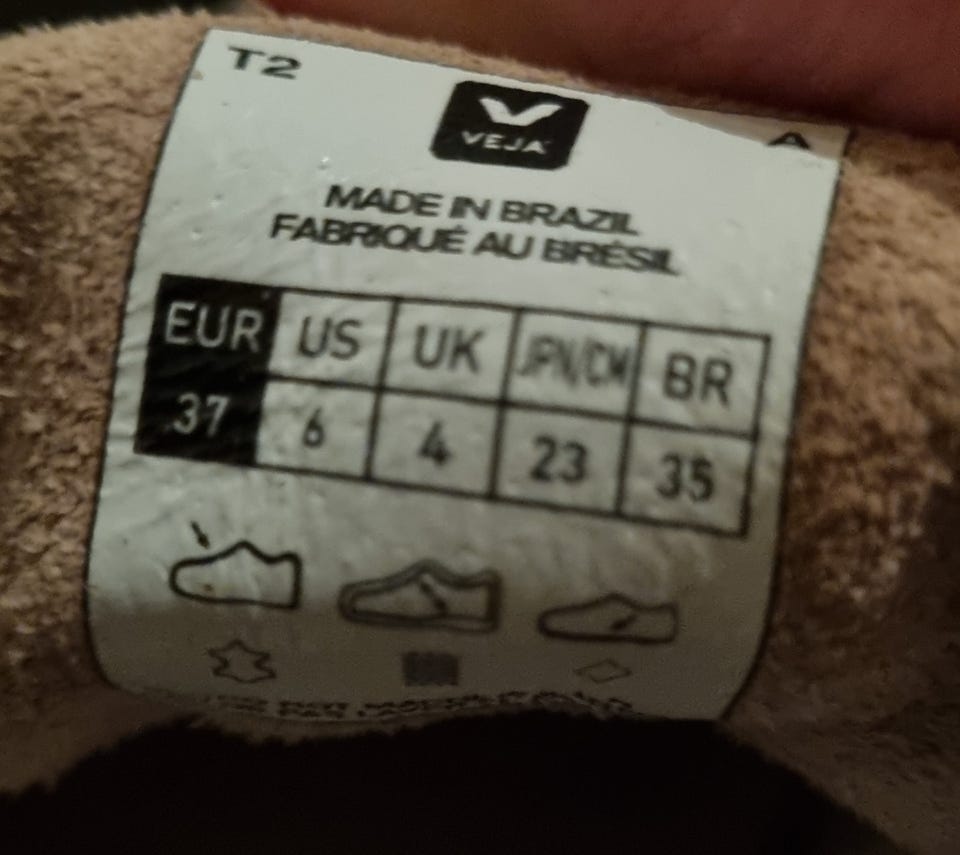 T2
VEJA
A
MADE IN BRAZIL
FABRIQUÉ AU BRÉSIL
EUR US UK JPN/CM BR
37 6 4 23 35